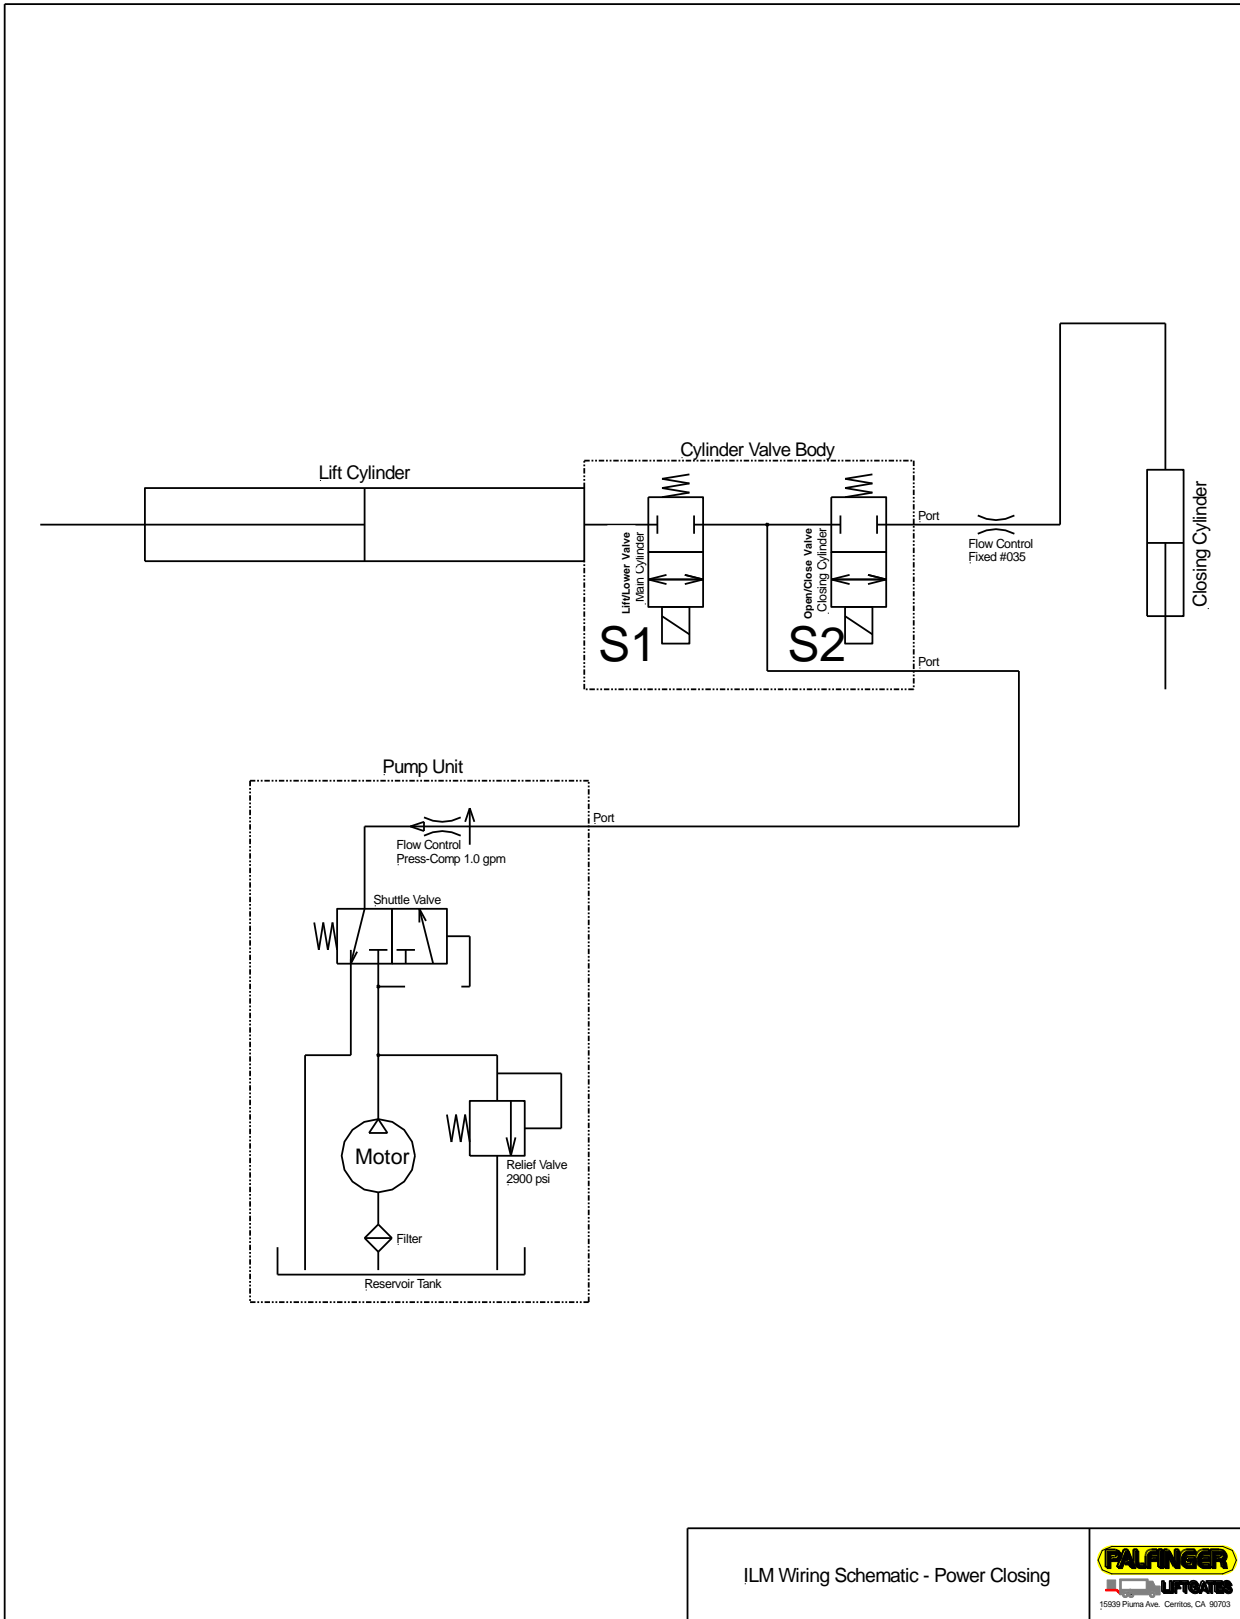 Cylinder Valve Body
Lift Cylinder
Port
Flow Control
Fixed #035
Closing Cylinder
Lift/Lower Valve
Main Cylinder
Open/Close Valve
Closing Cylinder
S1
S2
Port
Pump Unit
Port
Flow Control
Press-Comp 1.0 gpm
Shuttle Valve
Motor
Relief Valve
2900 psi
Filter
Reservoir Tank
ILM Wiring Schematic - Power Closing
PALFINGER
LIFTGATES
15939 Piuma Ave. Cerritos, CA 90703